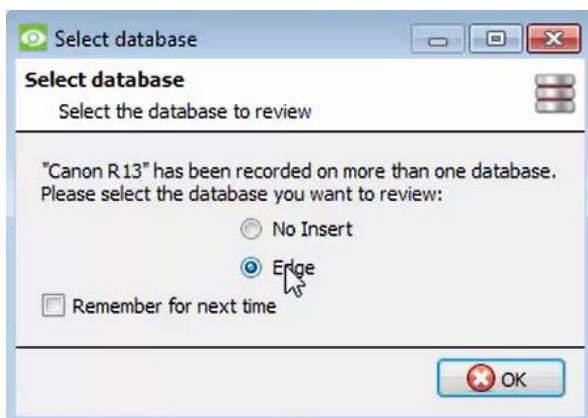 Select database
Select database
Select the database to review
"Canon R13" has been recorded on more than one database.
Please select the database you want to review:
No Insert
Edge
Remember for next time
OK